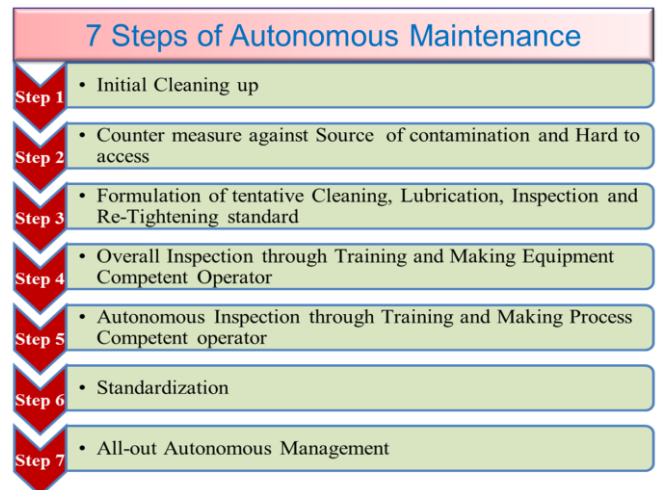 7 Steps of Autonomous Maintenance
Step 1
• Initial Cleaning up
Step 2
• Counter measure against Source of contamination and Hard to
access
Step 3
• Formulation of tentative Cleaning, Lubrication, Inspection and
Re-Tightening standard
Step 4
• Overall Inspection through Training and Making Equipment
Competent Operator
Step 5
• Autonomous Inspection through Training and Making Process
Competent operator
Step 6
• Standardization
Step 7
• All-out Autonomous Management